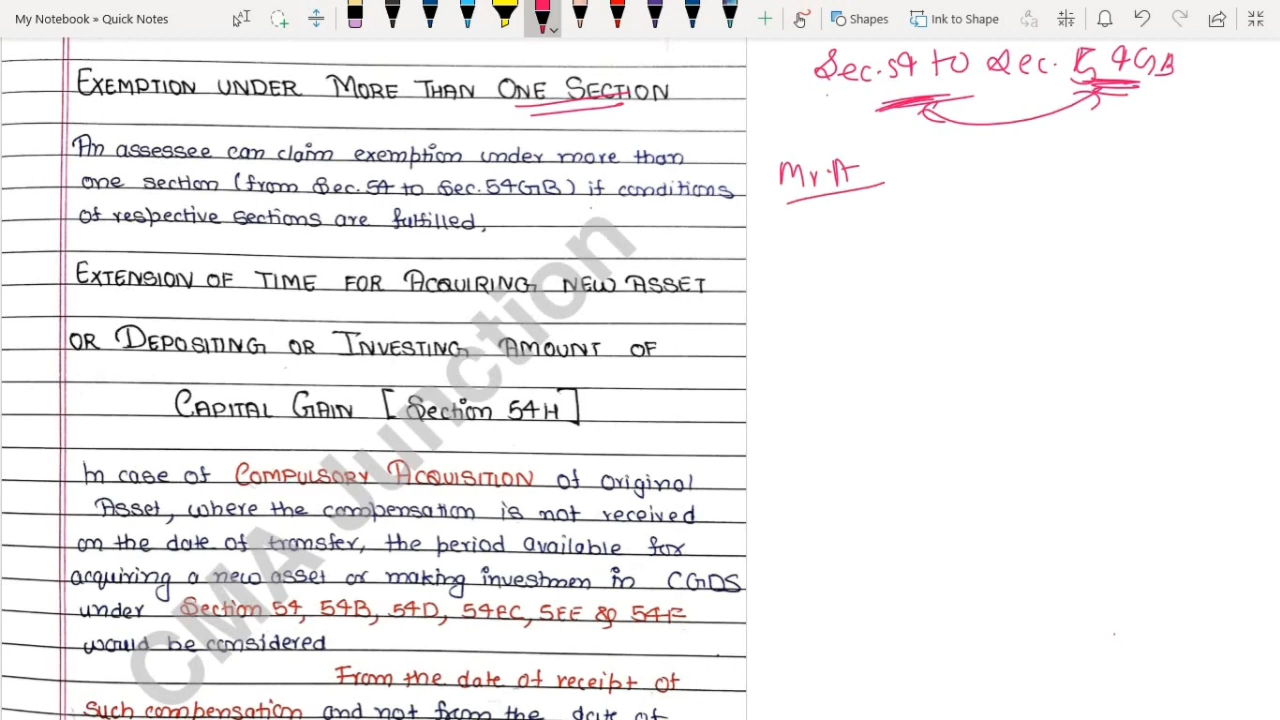 My Notebook » Quick Notes
Shapes
Ink to Shape
EXEMPTION UNDER MORE THAN ONE SECTION
An assessee can claim exemption under more than
one section (from Sec.54 to Sec.54GB) if conditions
of respective sections are fulfilled,
EXTENSION OF TIME FOR ACQUIRING NEW ASSET
OR DEPOSITING OR INVESTING AMOUNT OF
CAPITAL GAIN [Section 54H]
In case of COMPULSORY ACQUISITION of original
Asset, where the compensation is not received
on the date of transfer, the period available for
acquiring a new asset or making investmen in CGDS
under Section 54, 54B, 54D, 54EC, 5EE & 54F
would be considered
From the date of receipt of
such compensation and not from the date of
CMA Junction
Sec.54 to Sec. 54GB
Mr.A